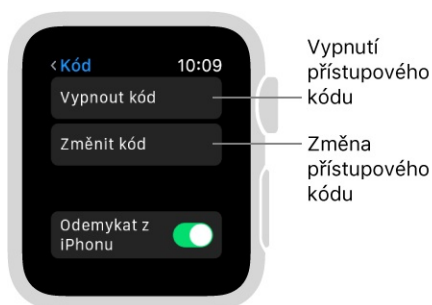 <Kód 10:09
Vypnout kód
Změnit kód
Odemykat z
iPhonu
Vypnutí
přístupového
kódu
Změna
přístupového
kódu